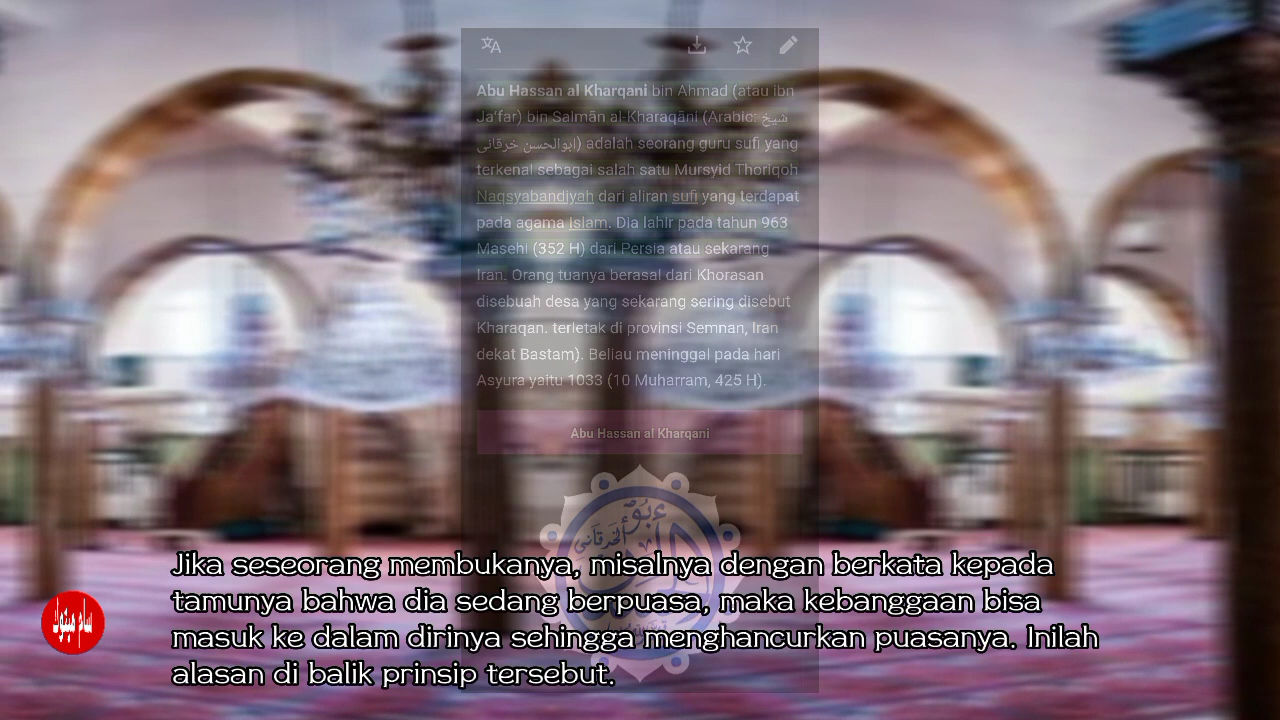 Abu Hassan al Kharqani bin Ahmad (atau ibn
Ja'far) bin Salmān al-Kharaqāni (Arabic: شیخ
ابوالحسن خرقانی) adalah seorang guru sufi yang
terkenal sebagai salah satu Mursyid Thoriqoh
Naqsyabandiyah dari aliran sufi yang terdapat
pada agama islam. Dia lahir pada tahun 963
Masehi (352 H) dari Persia atau sekarang
Iran. Orang tuanya berasal dari Khorasan
disebuah desa yang sekarang sering disebut
Kharaqan. terletak di provinsi Semnan, Iran
dekat Bastam). Beliau meninggal pada hari
Asyura yaitu 1033 (10 Muharram, 425 H).
Abu Hassan al Kharqani
Jika seseorang membukanya, misalnya dengan berkata kepada
tamunya bahwa dia sedang berpuasa, maka kebanggaan bisa
masuk ke dalam dirinya sehingga menghancurkan puasanya. Inilah
alasan di balik prinsip tersebut.